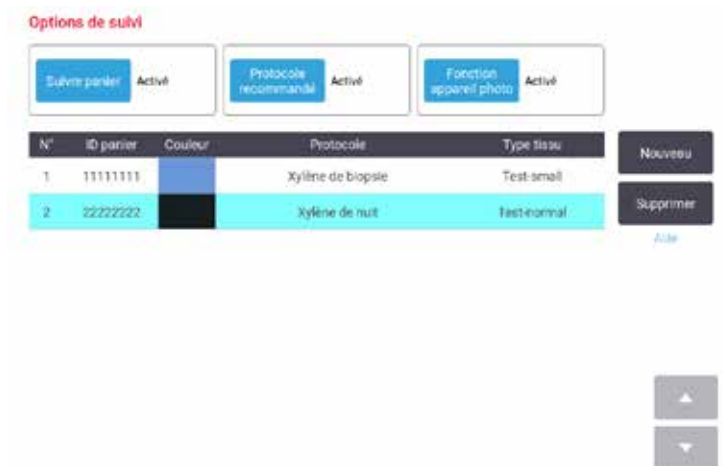 Options de suivi
Suivre panier Activé
Protocole recommandé Activé
Fonction appareil photo Activé
N° ID panier Couleur Protocole Type tissu
1 11111111 Xylène de biopsie Test-small
2 22222222 Xylène de nuit Test-normal
Nouveau
Supprimer
Aide